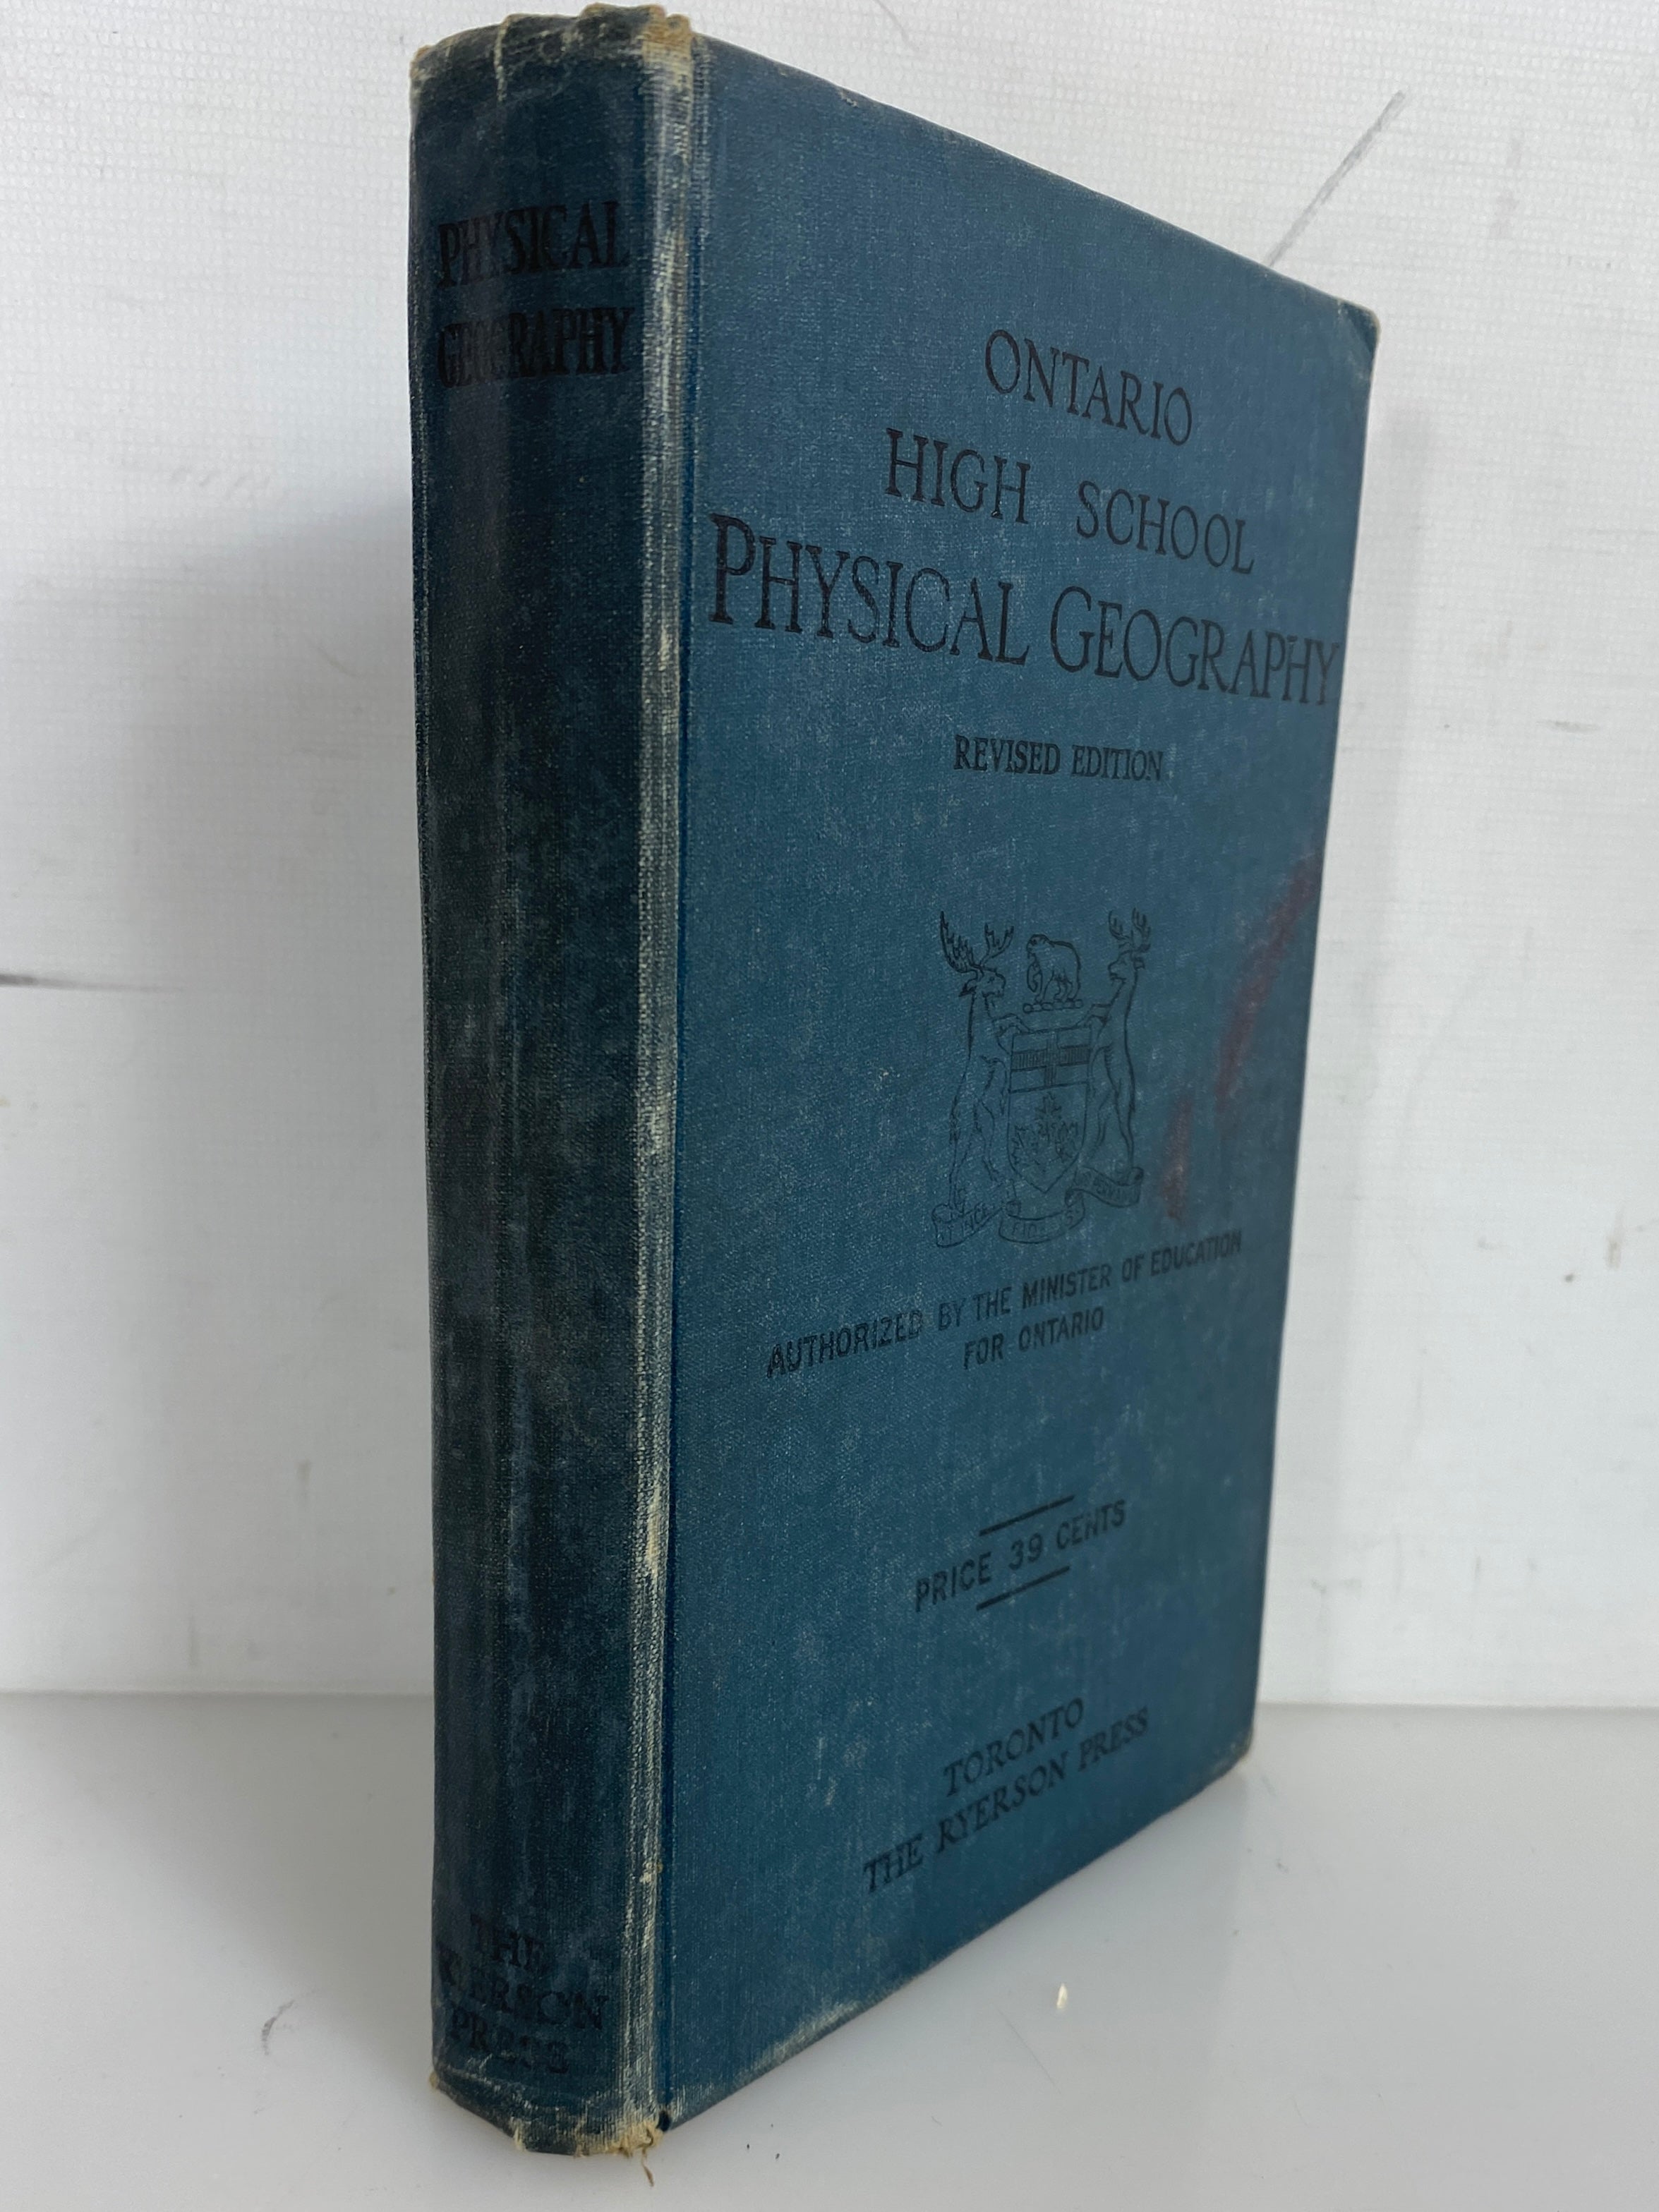 PHYSICAL
GEOGRAPHY
THE
RYERSON
PRESS
ONTARIO
HIGH SCHOOL
PHYSICAL GEOGRAPHY
REVISED EDITION
AUTHORIZED BY THE MINISTER OF EDUCATION
FOR ONTARIO
PRICE 39 CENTS
TORONTO
THE RYERSON PRESS